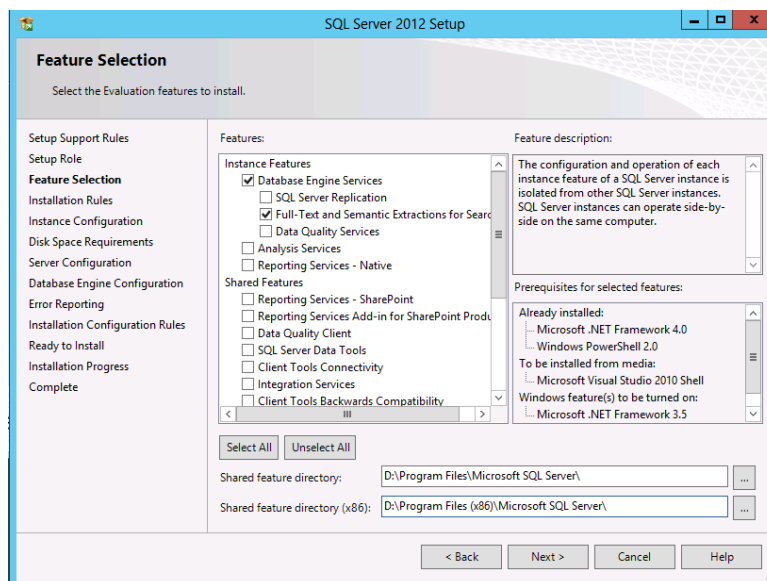 SQL Server 2012 Setup
Feature Selection
Select the Evaluation features to install.
Setup Support Rules
Setup Role
Feature Selection
Installation Rules
Instance Configuration
Disk Space Requirements
Server Configuration
Database Engine Configuration
Error Reporting
Installation Configuration Rules
Ready to Install
Installation Progress
Complete
Features:
Instance Features
Database Engine Services
SQL Server Replication
Full-Text and Semantic Extractions for Searc
Data Quality Services
Analysis Services
Reporting Services - Native
Shared Features
Reporting Services - SharePoint
Reporting Services Add-in for SharePoint Produ
Data Quality Client
SQL Server Data Tools
Client Tools Connectivity
Integration Services
Client Tools Backwards Compatibility
Feature description:
The configuration and operation of each
instance feature of a SQL Server instance is
isolated from other SQL Server instances.
SQL Server instances can operate side-by-
side on the same computer.
Prerequisites for selected features:
Already installed:
Microsoft .NET Framework 4.0
Windows PowerShell 2.0
To be installed from media:
Microsoft Visual Studio 2010 Shell
Windows feature(s) to be turned on:
Microsoft .NET Framework 3.5
Select All
Unselect All
Shared feature directory:
D:\Program Files\Microsoft SQL Server\
...
Shared feature directory (x86):
D:\Program Files (x86)\Microsoft SQL Server\
...
< Back
Next >
Cancel
Help